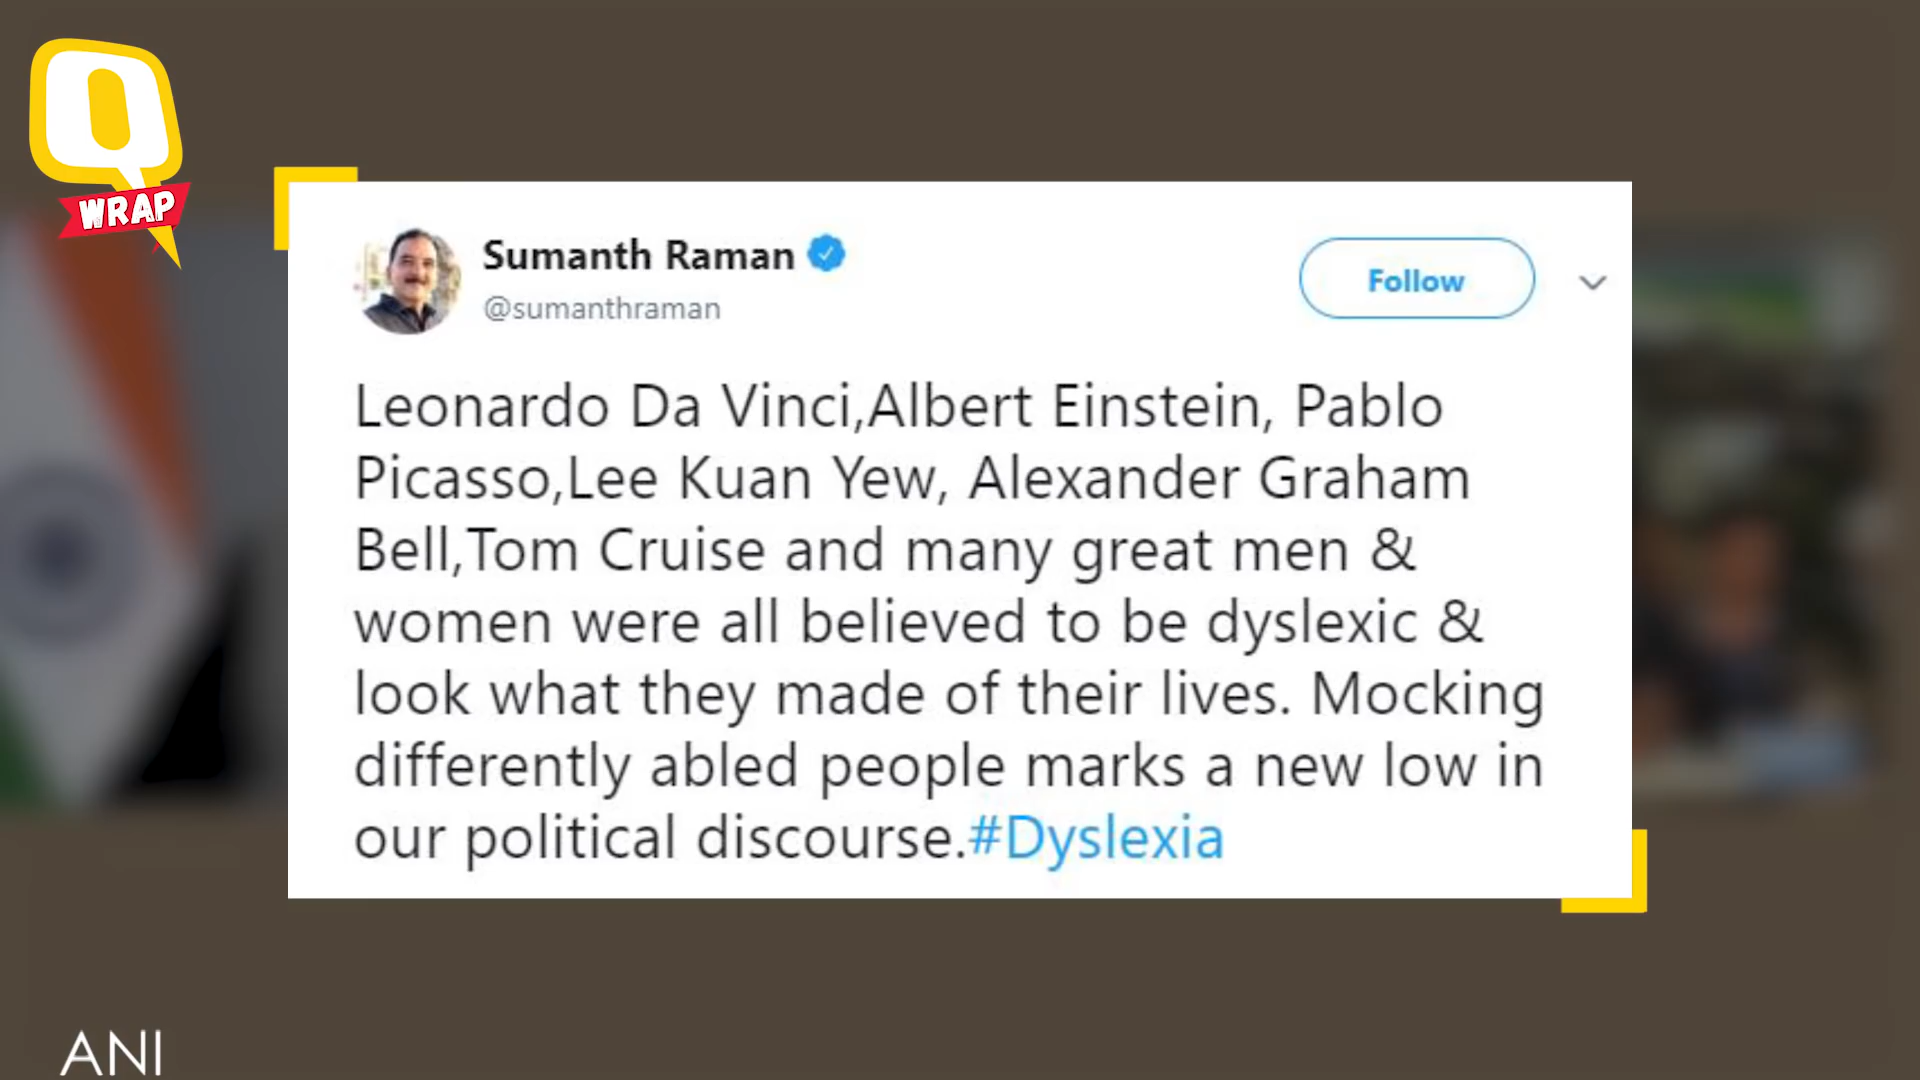 Q
WRAP
Sumanth Raman
@sumanthraman
Follow
Leonardo Da Vinci,Albert Einstein, Pablo
Picasso,Lee Kuan Yew, Alexander Graham
Bell,Tom Cruise and many great men &
women were all believed to be dyslexic &
look what they made of their lives. Mocking
differently abled people marks a new low in
our political discourse.#Dyslexia
ANI